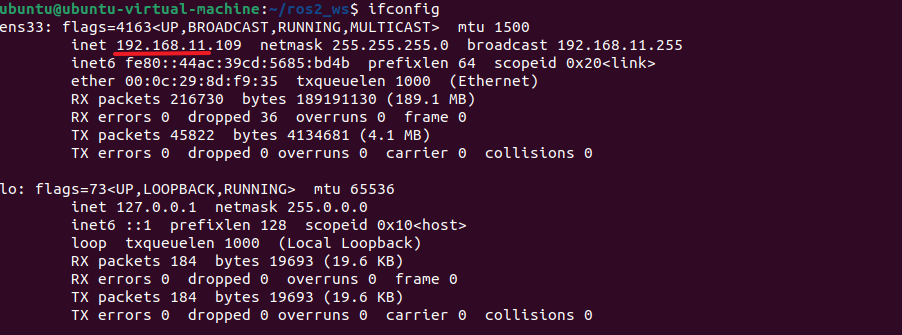 ubuntu@ubuntu-virtual-machine:~/ros2_ws$ ifconfig
ens33: flags=4163<UP,BROADCAST,RUNNING,MULTICAST>  mtu 1500
        inet 192.168.11.109  netmask 255.255.255.0  broadcast 192.168.11.255
        inet6 fe80::44ac:39cd:5685:bd4b  prefixlen 64  scopeid 0x20<link>
        ether 00:0c:29:8d:f9:35  txqueuelen 1000  (Ethernet)
        RX packets 216730  bytes 189191130 (189.1 MB)
        RX errors 0  dropped 36  overruns 0  frame 0
        TX packets 45822  bytes 4134681 (4.1 MB)
        TX errors 0  dropped 0 overruns 0  carrier 0  collisions 0

lo: flags=73<UP,LOOPBACK,RUNNING>  mtu 65536
        inet 127.0.0.1  netmask 255.0.0.0
        inet6 ::1  prefixlen 128  scopeid 0x10<host>
        loop  txqueuelen 1000  (Local Loopback)
        RX packets 184  bytes 19693 (19.6 KB)
        RX errors 0  dropped 0  overruns 0  frame 0
        TX packets 184  bytes 19693 (19.6 KB)
        TX errors 0  dropped 0 overruns 0  carrier 0  collisions 0